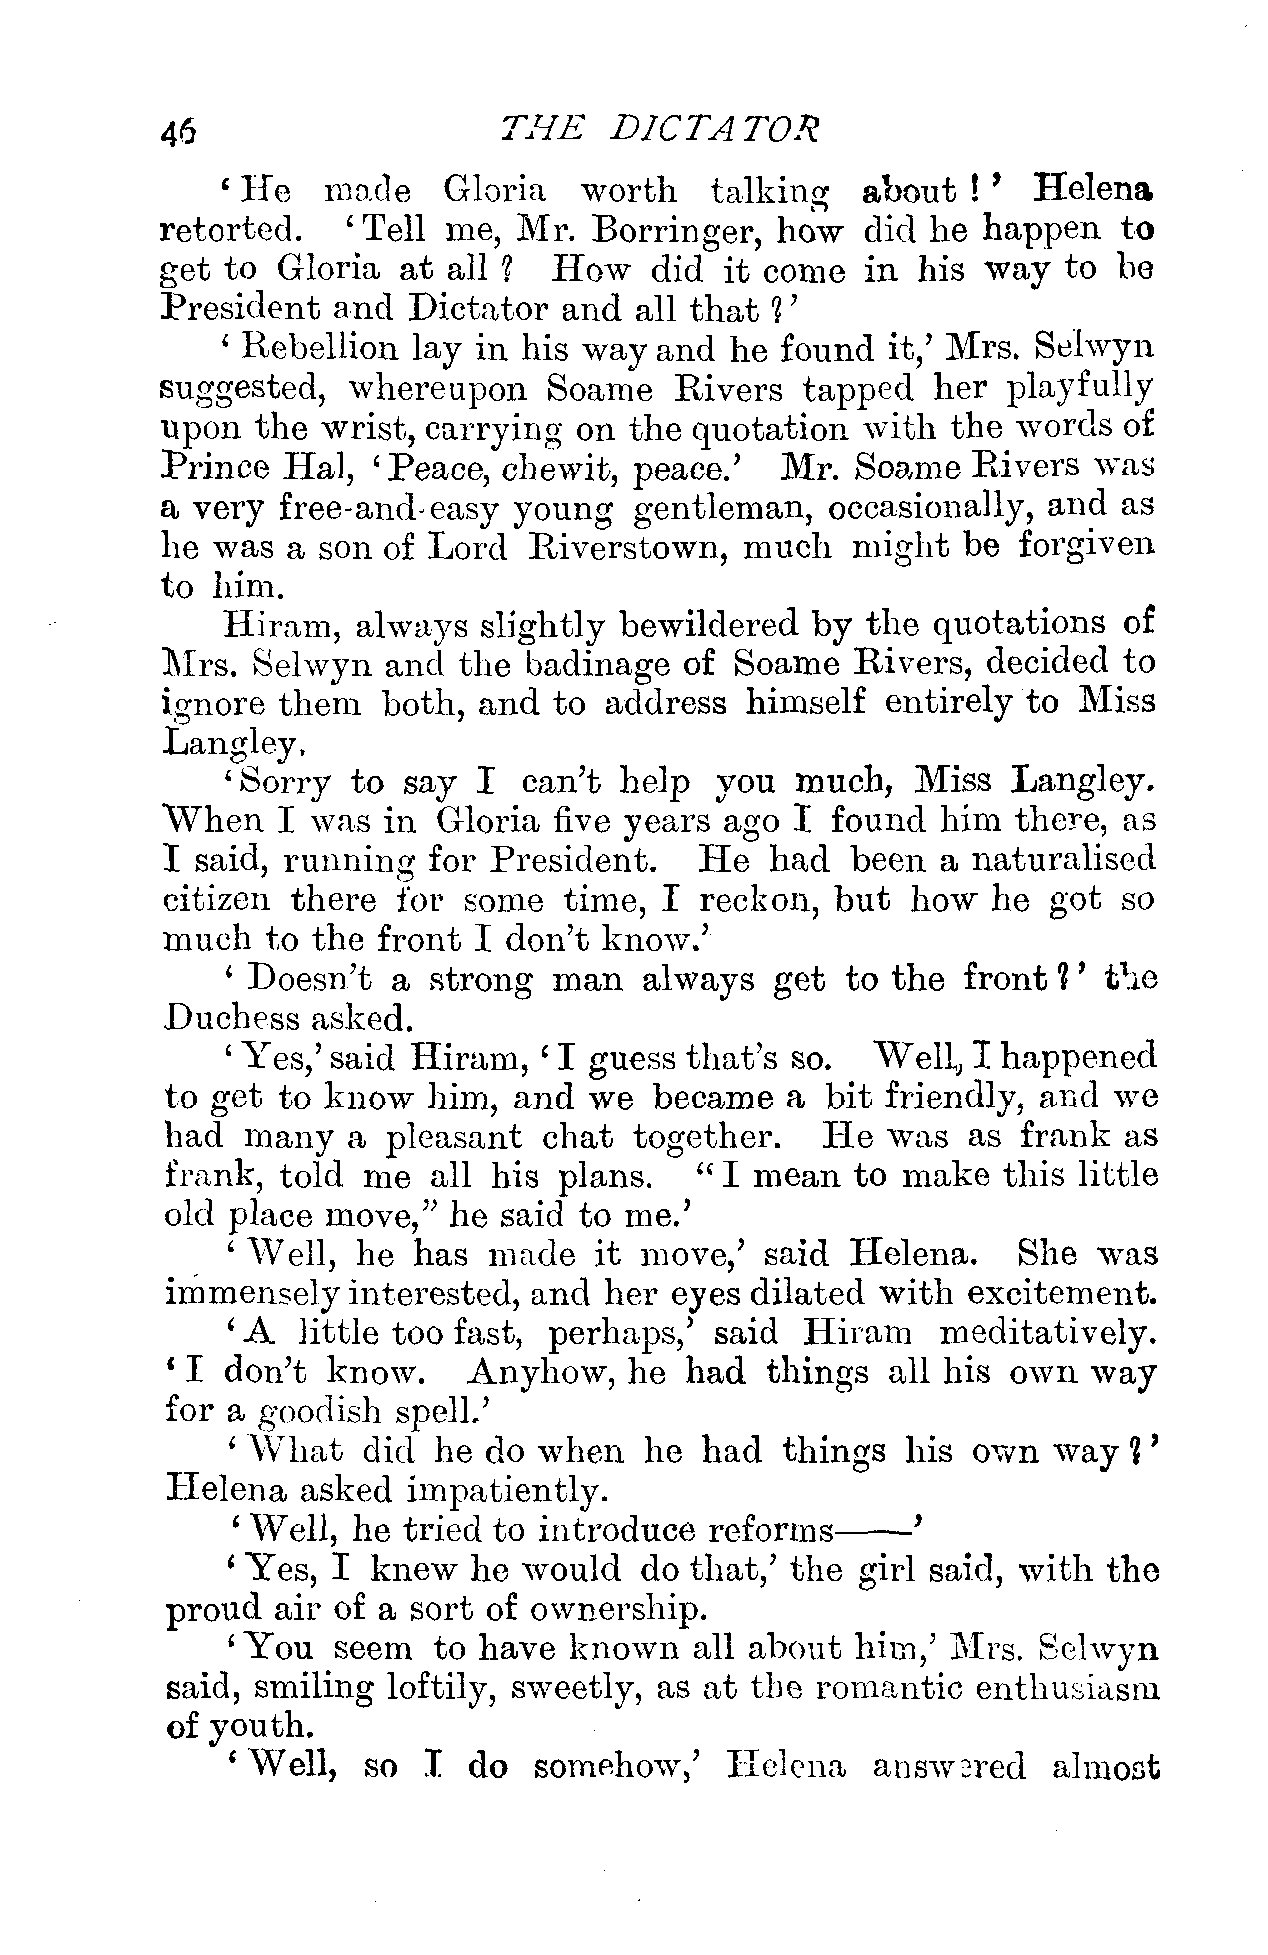 46 THE DICTATOR
‘He made Gloria worth talking about!’ Helena
retorted. ‘Tell me, Mr. Borringer, how did he happen to
get to Gloria at all? How did it come in his way to be
President and Dictator and all that?’
‘Rebellion lay in his way and he found it,’ Mrs. Selwyn
suggested, whereupon Soame Rivers tapped her playfully
upon the wrist, carrying on the quotation with the words of
Prince Hal, ‘Peace, chewit, peace.’ Mr. Soame Rivers was
a very free-and-easy young gentleman, occasionally, and as
he was a son of Lord Riverstown, much might be forgiven
to him.
Hiram, always slightly bewildered by the quotations of
Mrs. Selwyn and the badinage of Soame Rivers, decided to
ignore them both, and to address himself entirely to Miss
Langley.
‘Sorry to say I can't help you much, Miss Langley.
When I was in Gloria five years ago I found him there, as
I said, running for President. He had been a naturalised
citizen there for some time, I reckon, but how he got so
much to the front I don't know.’
‘Doesn't a strong man always get to the front?’ the
Duchess asked.
‘Yes,’ said Hiram, ‘I guess that's so. Well, I happened
to get to know him, and we became a bit friendly, and we
had many a pleasant chat together. He was as frank as
frank, told me all his plans. “I mean to make this little
old place move,” he said to me.’
‘Well, he has made it move,’ said Helena. She was
immensely interested, and her eyes dilated with excitement.
‘A little too fast, perhaps,’ said Hiram meditatively.
‘I don't know. Anyhow, he had things all his own way
for a goodish spell.’
‘What did he do when he had things his own way?’
Helena asked impatiently.
‘Well, he tried to introduce reforms——’
‘Yes, I knew he would do that,’ the girl said, with the
proud air of a sort of ownership.
‘You seem to have known all about him,’ Mrs. Selwyn
said, smiling loftily, sweetly, as at the romantic enthusiasm
of youth.
‘Well, so I do somehow,’ Helena answered almost